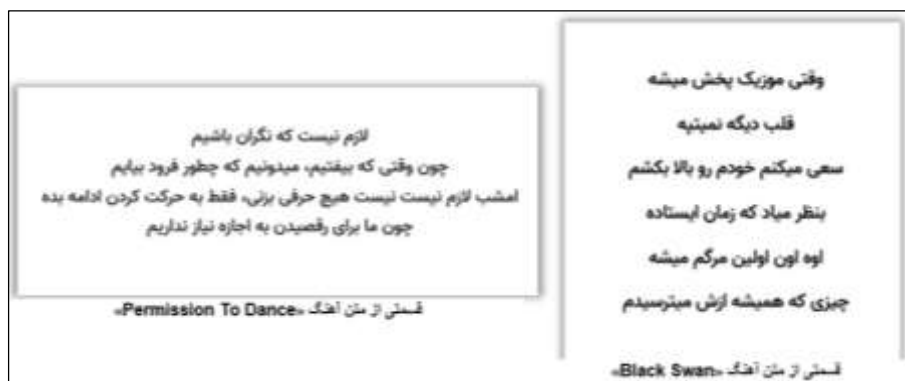 وقتی موزیک پخش میشه
قلب دیگه نمیتپه
سعی میکنم خودم رو بالا بکشم
بنظر میاد که زمان ایستاده
اوه اون اولین مرگم میشه
چیزی که همیشه ازش میترسیدم
قسمتی از متن آهنگ «Black Swan»
لازم نیست که نگران باشیم
چون وقتی که بیفتیم، میدونیم که چطور فرود بیایم
امشب لازم نیست نیست هیچ حرفی بزنی، فقط به حرکت کردن ادامه بده
چون ما برای رقصیدن به اجازه نیاز نداریم
قسمتی از متن آهنگ «Permission To Dance»